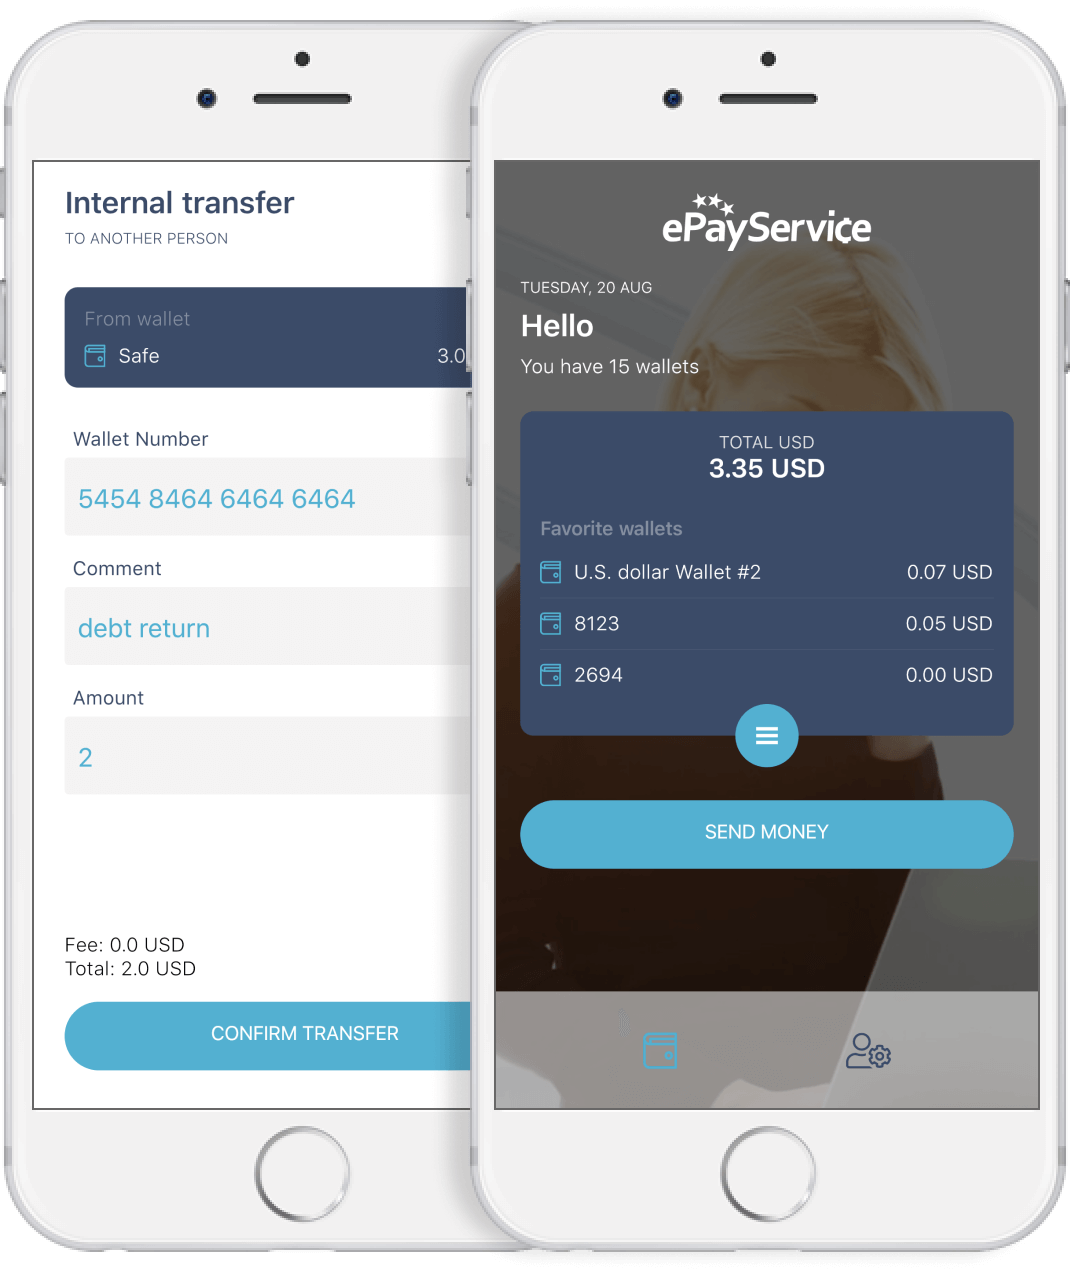 Internal transfer
TO ANOTHER PERSON
From wallet
Safe 3.0
Wallet Number
5454 8464 6464 6464
Comment
debt return
Amount
2
Fee: 0.0 USD
Total: 2.0 USD
CONFIRM TRANSFER
ePayService
TUESDAY, 20 AUG
Hello
You have 15 wallets
TOTAL USD
3.35 USD
Favorite wallets
U.S. dollar Wallet #2 0.07 USD
8123 0.05 USD
2694 0.00 USD
SEND MONEY